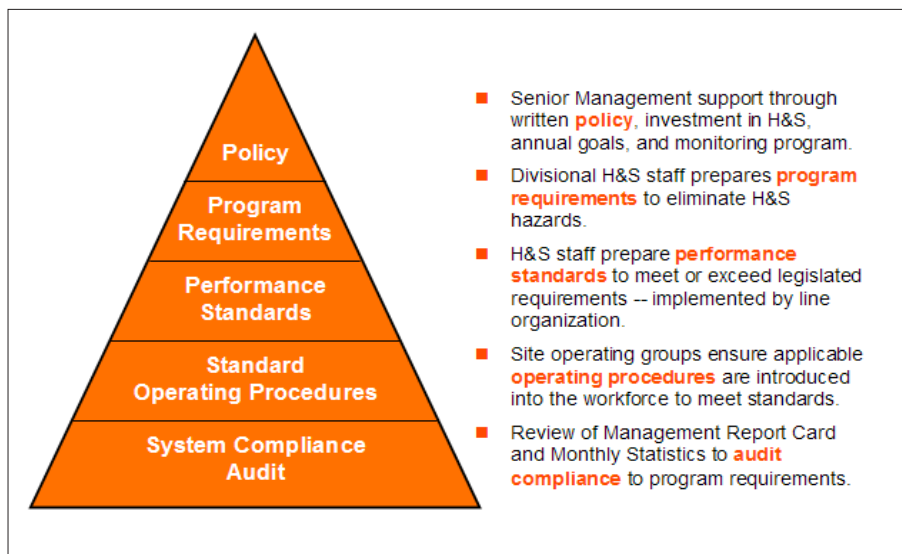 Policy
Program
Requirements
Performance
Standards
Standard
Operating Procedures
System Compliance
Audit
Senior Management support through
written policy, investment in H&S,
annual goals, and monitoring program.
Divisional H&S staff prepares program
requirements to eliminate H&S
hazards.
H&S staff prepare performance
standards to meet or exceed legislated
requirements -- implemented by line
organization.
Site operating groups ensure applicable
operating procedures are introduced
into the workforce to meet standards.
Review of Management Report Card
and Monthly Statistics to audit
compliance to program requirements.